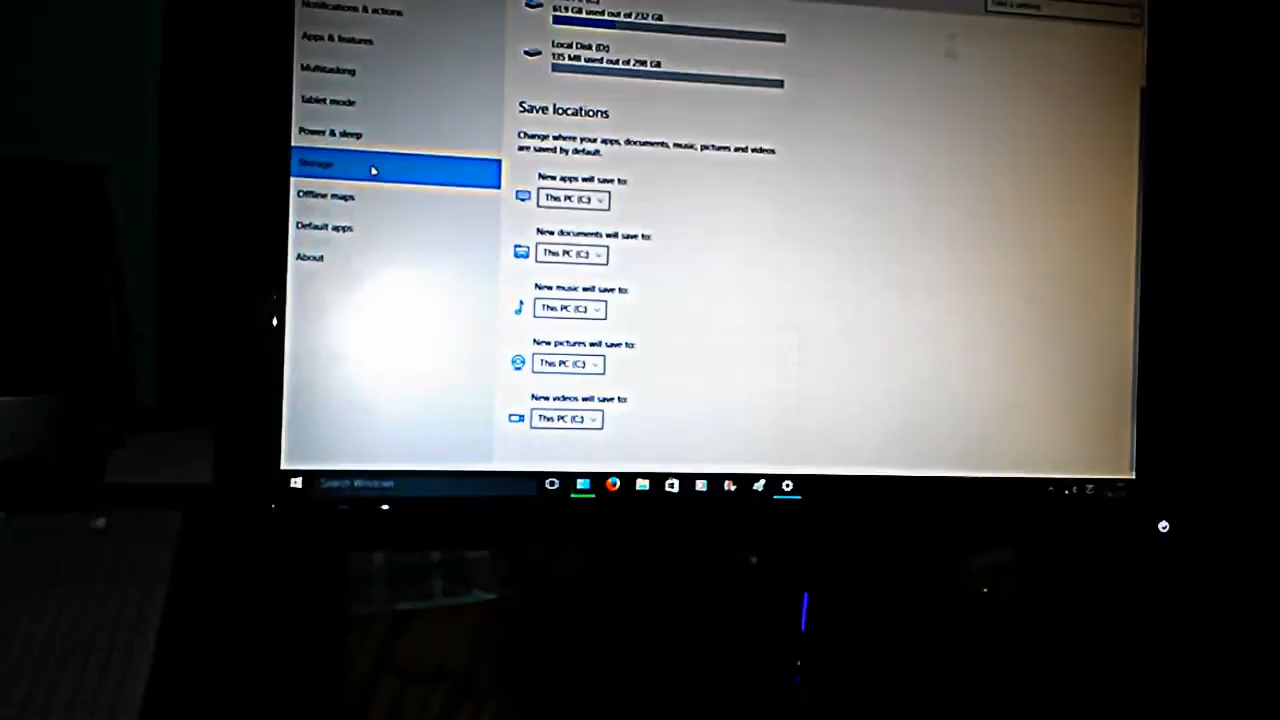 Notifications & actions
Apps & features
Multitasking
Tablet mode
Power & sleep
Storage
Offline maps
Default apps
About
61.9 GB used out of 232 GB
Local Disk (D:)
135 MB used out of 298 GB
Save locations
Change where your apps, documents, music, pictures and videos
are saved by default.
New apps will save to:
This PC (C:)
New documents will save to:
This PC (C:)
New music will save to:
This PC (C:)
New pictures will save to:
This PC (C:)
New videos will save to:
This PC (C:)
Find a setting
Search Windows